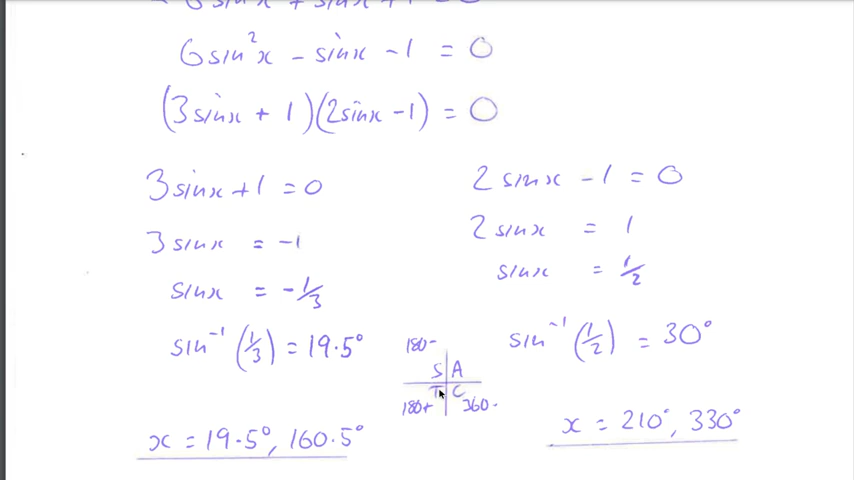 6sin²x - sinx - 1 = 0
(3sinx + 1)(2sinx - 1) = 0
3sinx + 1 = 0
3sinx = -1
sinx = -1/3
sin⁻¹(1/3) = 19.5°
x = 19.5°, 160.5°
180-
S A
T C
180+ 360-
2sinx - 1 = 0
2sinx = 1
sinx = 1/2
sin⁻¹(1/2) = 30°
x = 210°, 330°